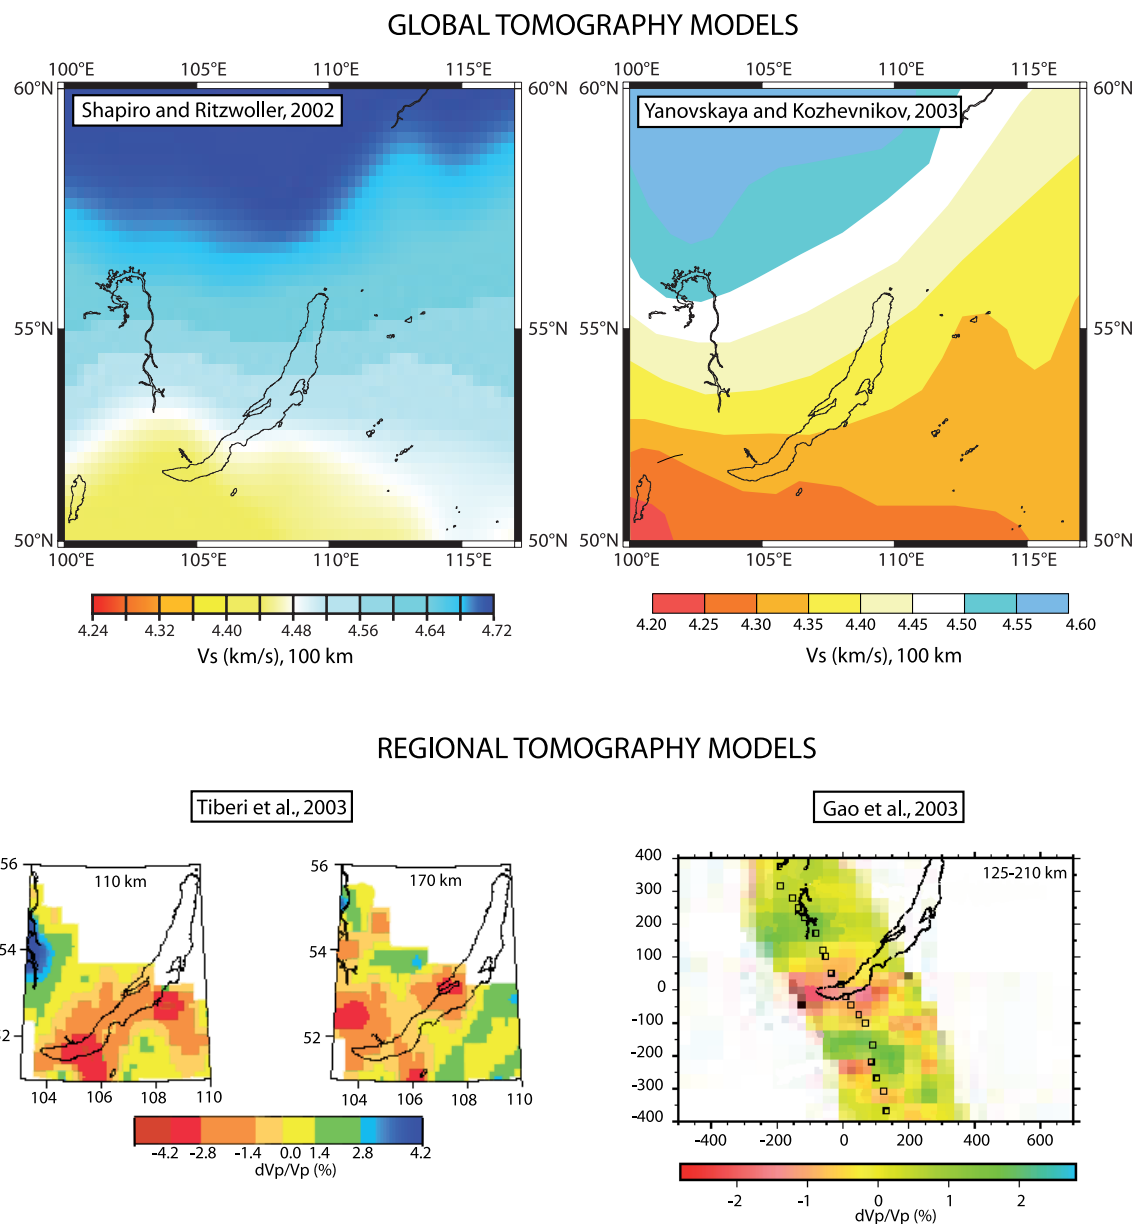 GLOBAL TOMOGRAPHY MODELS
100°E 105°E 110°E 115°E
100°E 105°E 110°E 115°E
60°N 60°N 60°N
Shapiro and Ritzwoller, 2002
Yanovskaya and Kozhevnikov, 2003
55°N 55°N 55°N
50°N 50°N 50°N
100°E 105°E 110°E 115°E
100°E 105°E 110°E 115°E
4.24 4.32 4.40 4.48 4.56 4.64 4.72
Vs (km/s), 100 km
4.20 4.25 4.30 4.35 4.40 4.45 4.50 4.55 4.60
Vs (km/s), 100 km
REGIONAL TOMOGRAPHY MODELS
Tiberi et al., 2003
Gao et al., 2003
56
110 km
54
52
104 106 108 110
56
170 km
54
52
104 106 108 110
-4.2 -2.8 -1.4 0.0 1.4 2.8 4.2
dVp/Vp (%)
400
125-210 km
300
200
100
0
-100
-200
-300
-400
-400 -200 0 200 400 600
-2 -1 0 1 2
dVp/Vp (%)